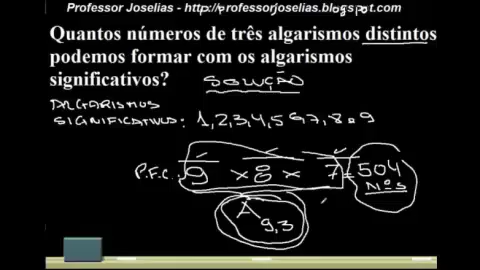 Professor Joselias - http://professorjoselias.blogspot.com
Quantos números de três algarismos distintos
podemos formar com os algarismos
significativos?
SOLUÇÃO
ALGARISMOS
SIGNIFICATIVOS: 1,2,3,4,5 6 7,8 e 9
P.F.C.: 9 x 8 x 7 = 504
Nos
A9,3